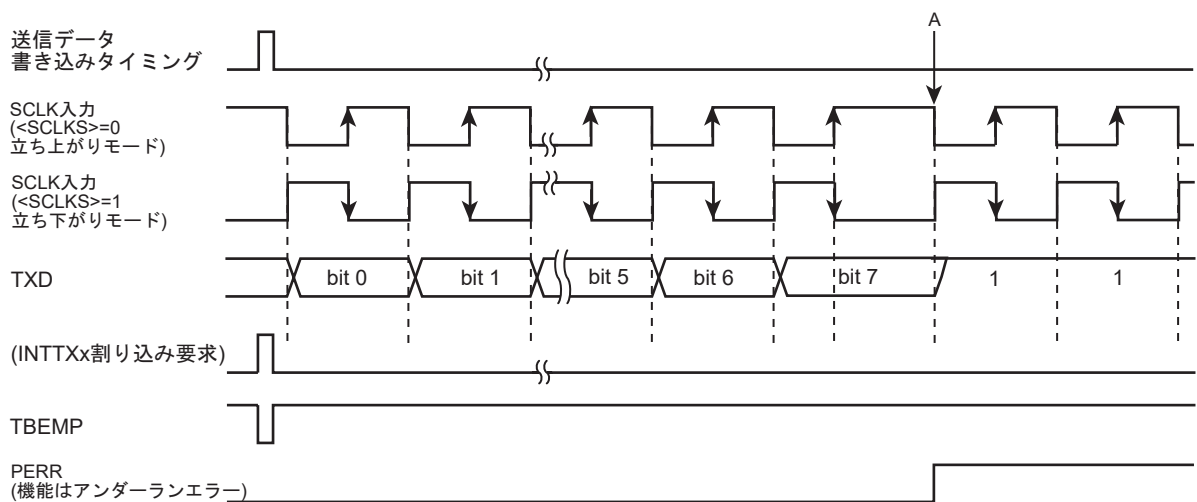 A
送信データ
書き込みタイミング
SCLK入力
(<SCLKS>=0
立ち上がりモード)
SCLK入力
(<SCLKS>=1
立ち下がりモード)
TXD
bit 0
bit 1
bit 5
bit 6
bit 7
1
1
(INTTXx割り込み要求)
TBEMP
PERR
(機能はアンダーランエラー)